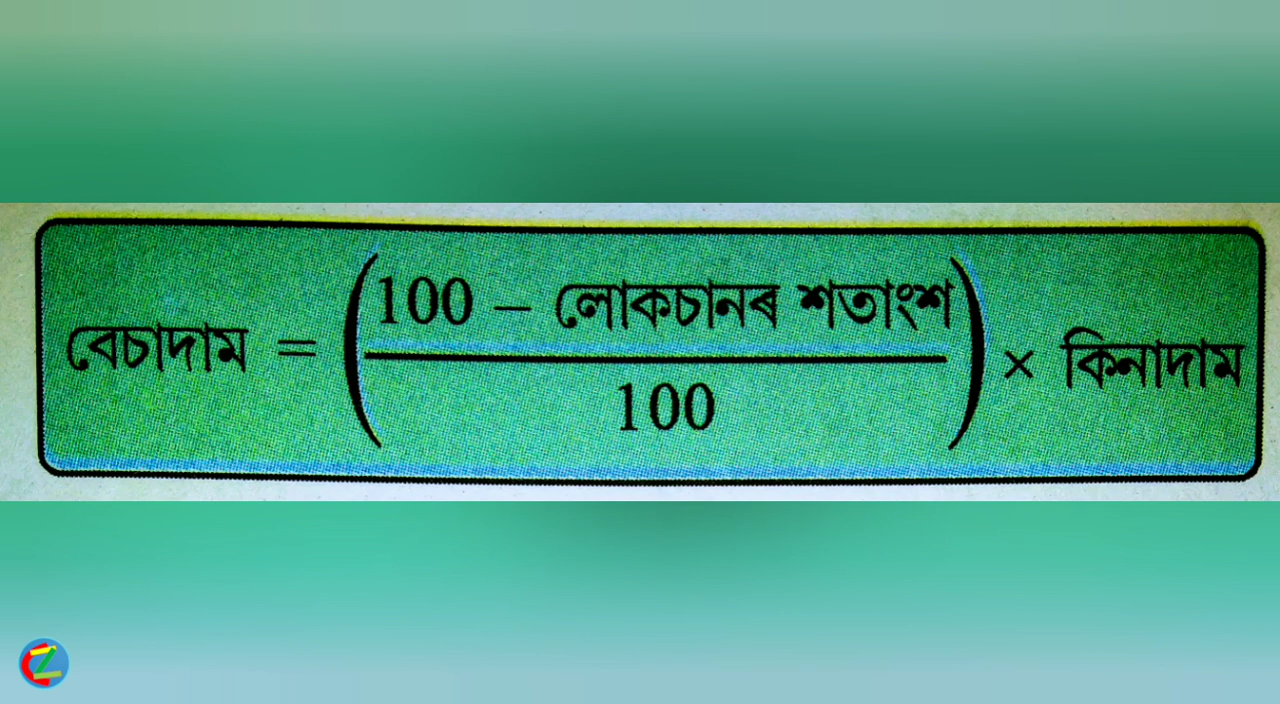 বেচাদাম = (100 − লোকচানৰ শতাংশ / 100) × কিনাদাম